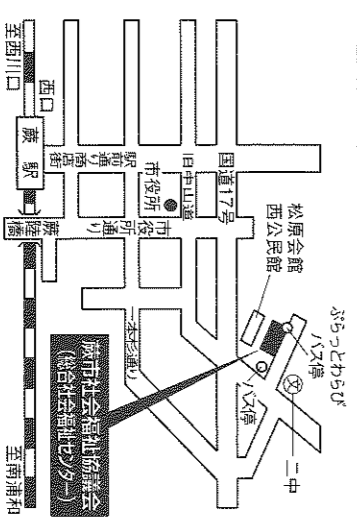 至西川口
西口
蕨駅
駅前通り商店街
市役所
旧中山道
国道17号
市役所通り
蕨陸橋
一本杉通り
松原会館
西公民館
ぷらっとわらび
バス停
文
二中
バス停
蕨市社会福祉協議会
(総合社会福祉センター)
至南浦和